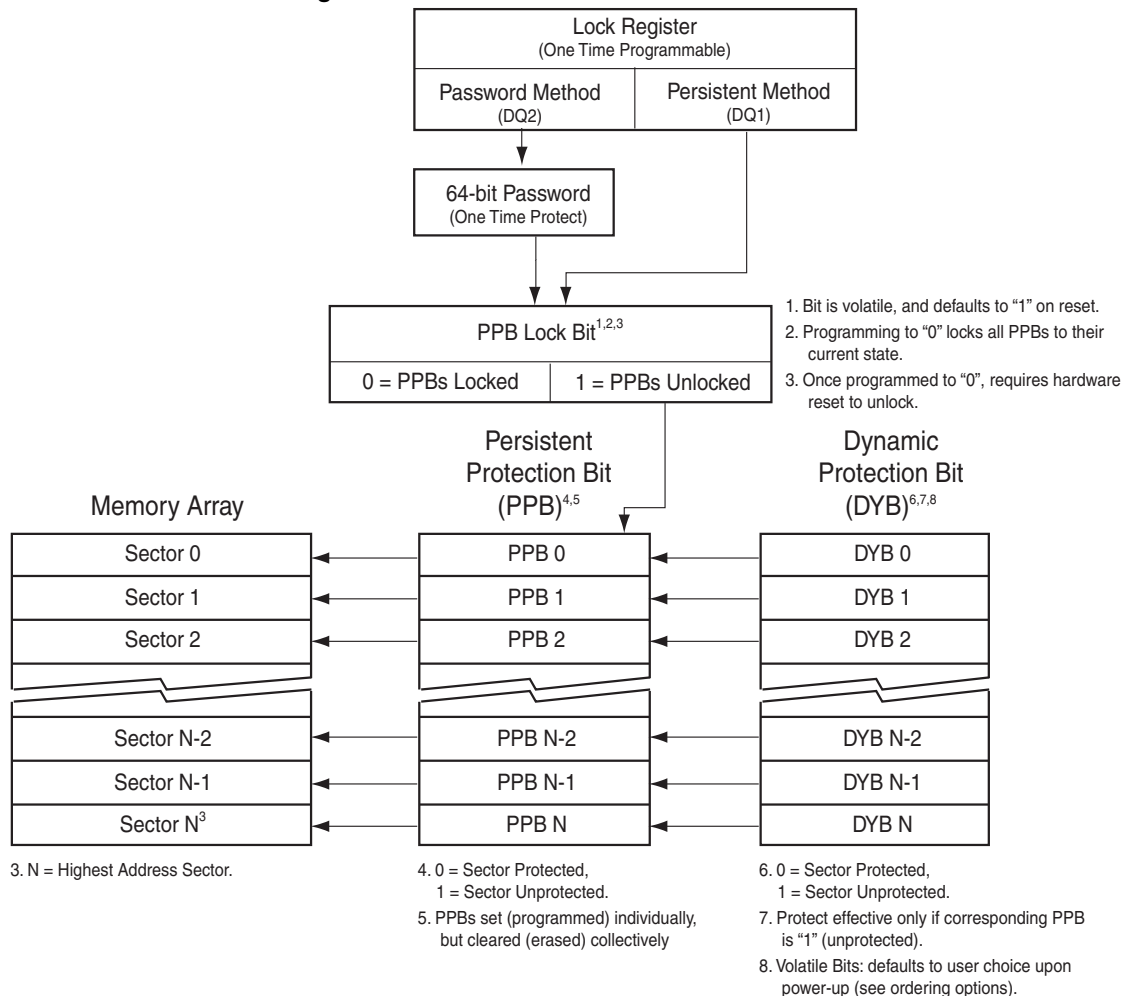 Lock Register
(One Time Programmable)
Password Method
(DQ2)
Persistent Method
(DQ1)
64-bit Password
(One Time Protect)
PPB Lock Bit1,2,3
0 = PPBs Locked
1 = PPBs Unlocked
1. Bit is volatile, and defaults to “1” on reset.
2. Programming to “0” locks all PPBs to their
current state.
3. Once programmed to “0”, requires hardware
reset to unlock.
Memory Array
Persistent
Protection Bit
(PPB)4,5
Dynamic
Protection Bit
(DYB)6,7,8
Sector 0
PPB 0
DYB 0
Sector 1
PPB 1
DYB 1
Sector 2
PPB 2
DYB 2
Sector N-2
PPB N-2
DYB N-2
Sector N-1
PPB N-1
DYB N-1
Sector N3
PPB N
DYB N
3. N = Highest Address Sector.
4. 0 = Sector Protected,
1 = Sector Unprotected.
5. PPBs set (programmed) individually,
but cleared (erased) collectively
6. 0 = Sector Protected,
1 = Sector Unprotected.
7. Protect effective only if corresponding PPB
is “1” (unprotected).
8. Volatile Bits: defaults to user choice upon
power-up (see ordering options).